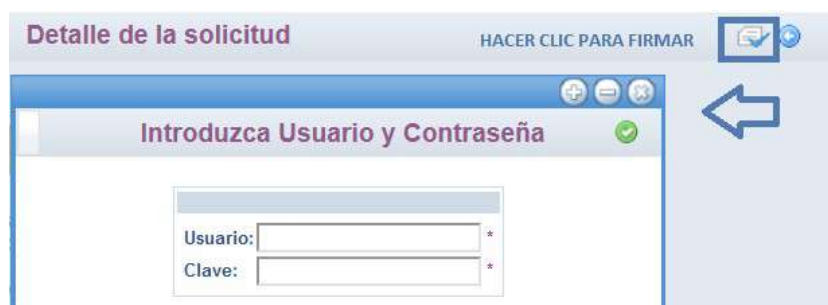 Detalle de la solicitud
HACER CLIC PARA FIRMAR
Introduzca Usuario y Contraseña
Usuario: *
Clave: *